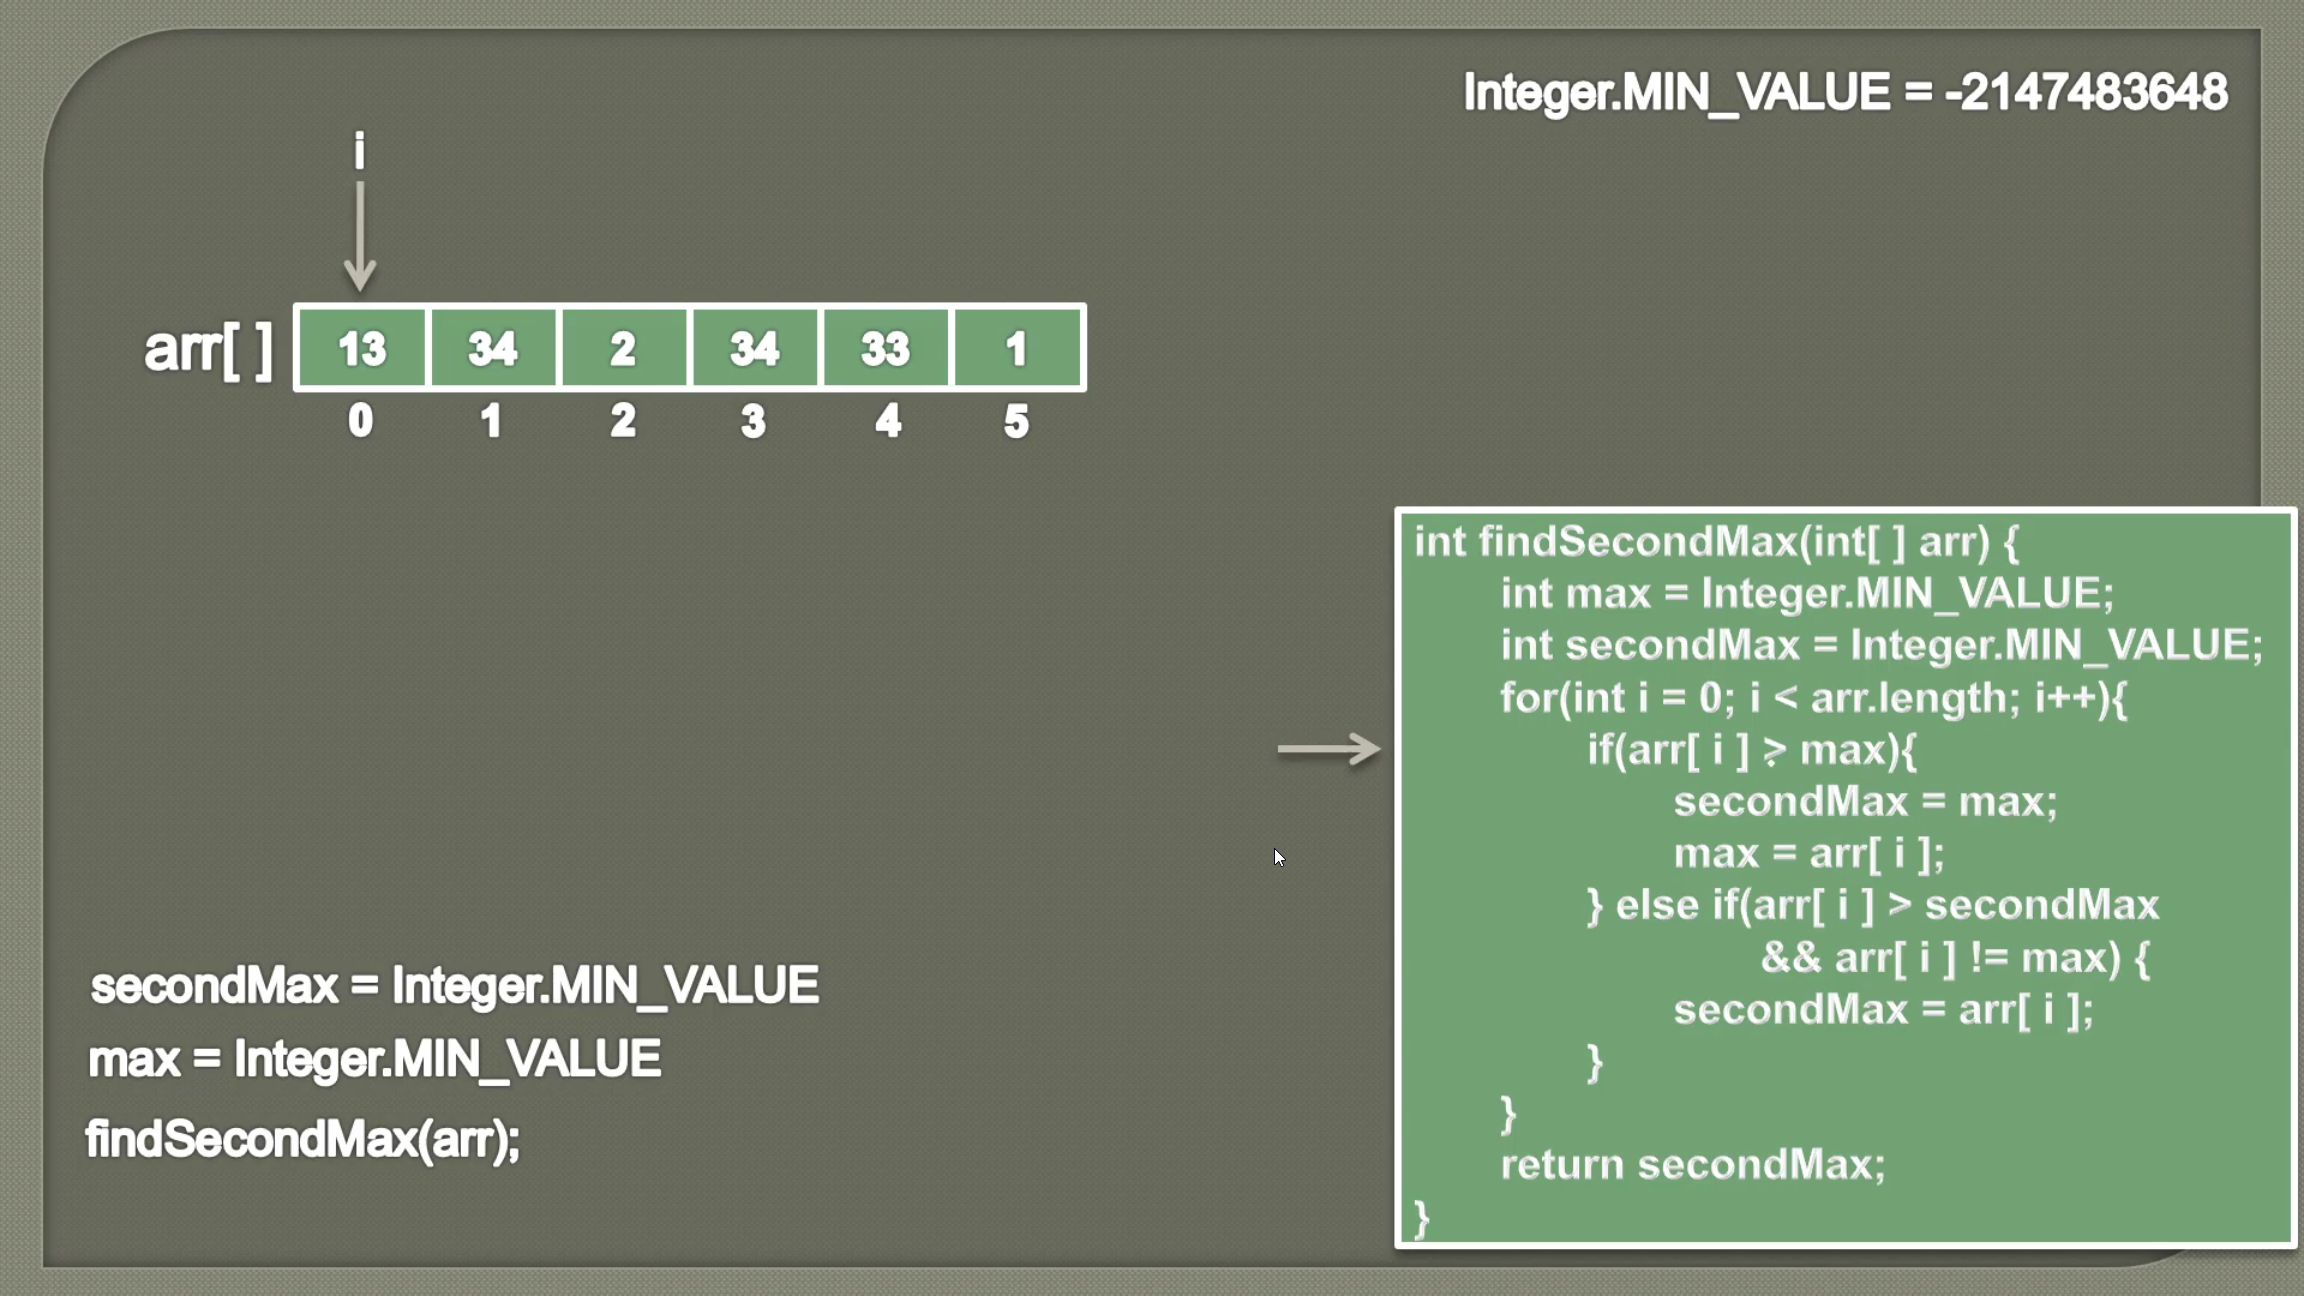 Integer.MIN_VALUE = -2147483648
i
arr[ ] 13 34 2 34 33 1
0 1 2 3 4 5
int findSecondMax(int[ ] arr) {
int max = Integer.MIN_VALUE;
int secondMax = Integer.MIN_VALUE;
for(int i = 0; i < arr.length; i++){
if(arr[ i ] > max){
secondMax = max;
max = arr[ i ];
} else if(arr[ i ] > secondMax
&& arr[ i ] != max) {
secondMax = arr[ i ];
}
}
return secondMax;
}
secondMax = Integer.MIN_VALUE
max = Integer.MIN_VALUE
findSecondMax(arr);